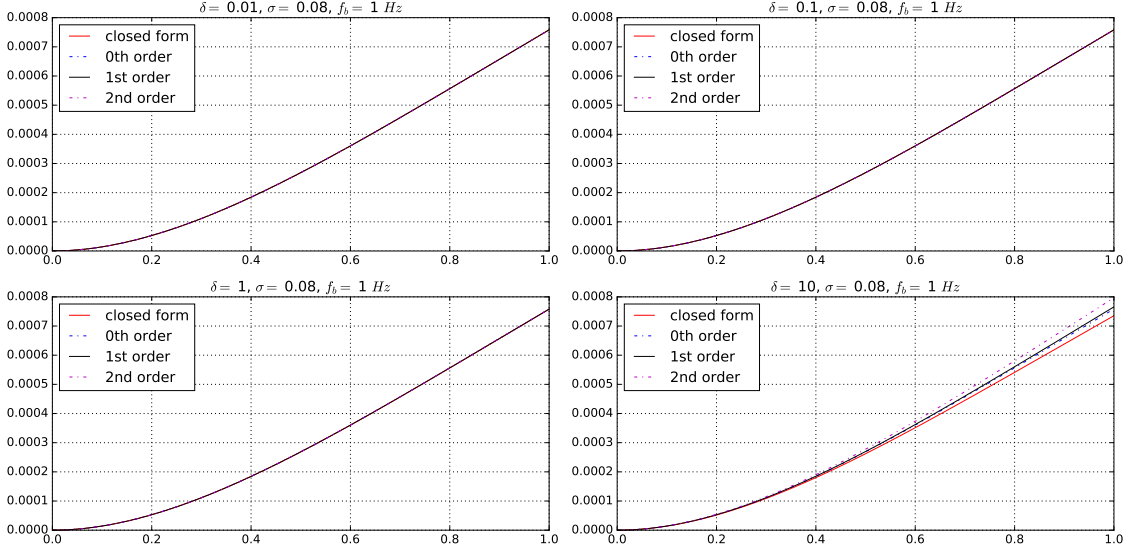 δ = 0.01, σ = 0.08, f_b = 1 Hz
0.0008
0.0007
0.0006
0.0005
0.0004
0.0003
0.0002
0.0001
0.0000
closed form
0th order
1st order
2nd order
0.0 0.2 0.4 0.6 0.8 1.0
δ = 0.1, σ = 0.08, f_b = 1 Hz
0.0008
0.0007
0.0006
0.0005
0.0004
0.0003
0.0002
0.0001
0.0000
closed form
0th order
1st order
2nd order
0.0 0.2 0.4 0.6 0.8 1.0
δ = 1, σ = 0.08, f_b = 1 Hz
0.0008
0.0007
0.0006
0.0005
0.0004
0.0003
0.0002
0.0001
0.0000
closed form
0th order
1st order
2nd order
0.0 0.2 0.4 0.6 0.8 1.0
δ = 10, σ = 0.08, f_b = 1 Hz
0.0008
0.0007
0.0006
0.0005
0.0004
0.0003
0.0002
0.0001
0.0000
closed form
0th order
1st order
2nd order
0.0 0.2 0.4 0.6 0.8 1.0